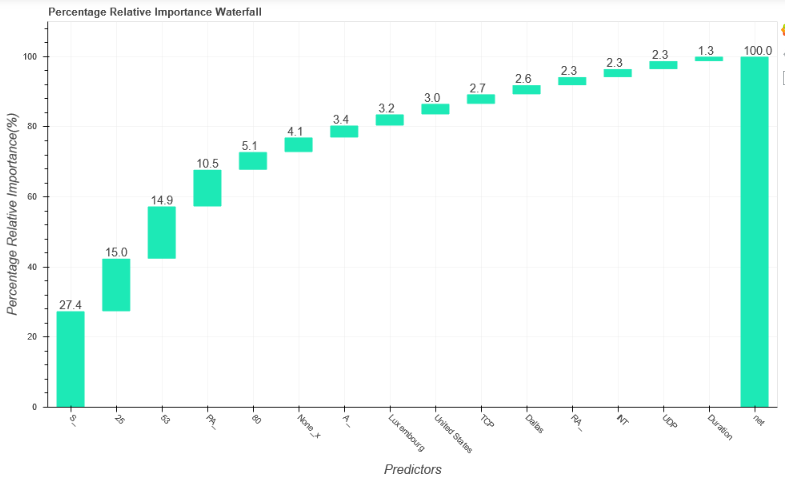 Percentage Relative Importance Waterfall
Percentage Relative Importance(%)
100
80
60
40
20
0
27.4
15.0
14.9
10.5
5.1
4.1
3.4
3.2
3.0
2.7
2.6
2.3
2.3
2.3
1.3
100.0
S_
25
53
PA_
80
None_x
A_
Luxembourg
United States
TCP
Dallas
RA_
INT
UDP
Duration
net
Predictors